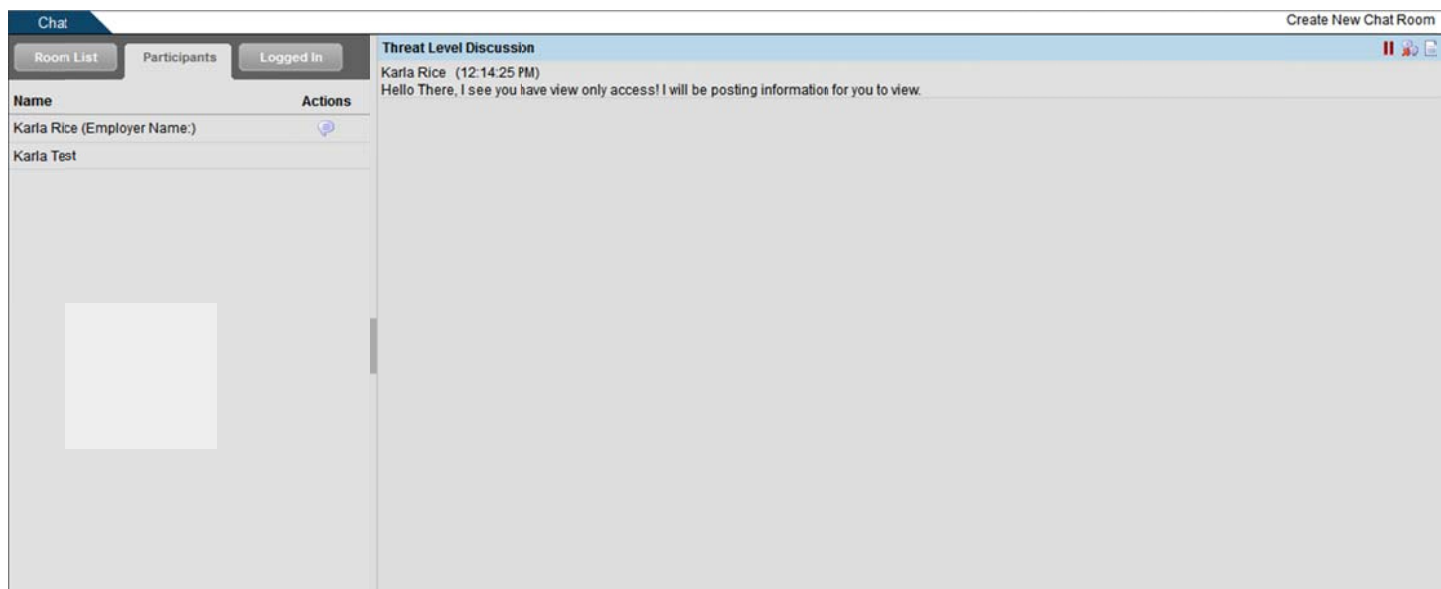 Chat
Create New Chat Room
Room List
Participants
Logged In
Threat Level Discussion
Karla Rice (12:14:25 PM)
Hello There, I see you have view only access! I will be posting information for you to view.
Name
Actions
Karla Rice (Employer Name:)
Karla Test